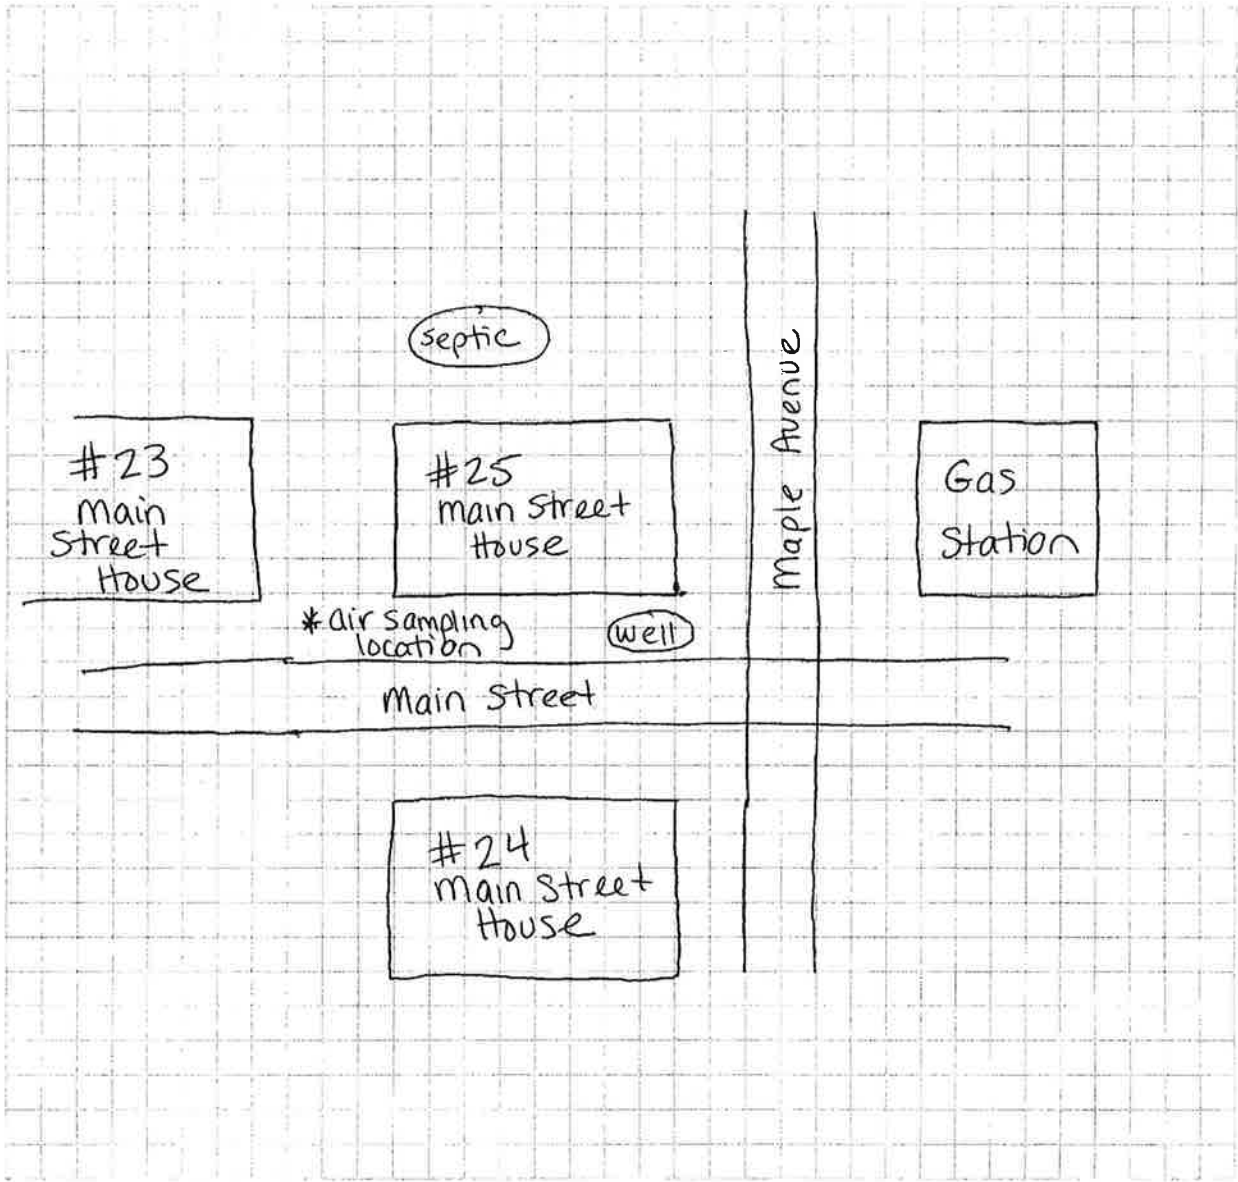 septic
Maple Avenue
#23
Main
Street
House
#25
Main Street
House
Gas
Station
* air sampling
location
well
Main Street
#24
Main Street
House